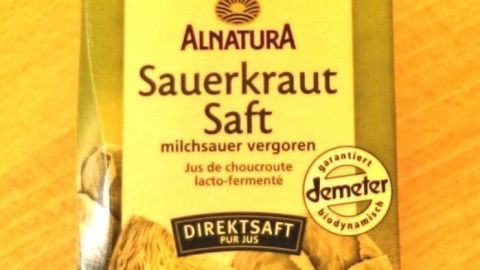 ALNATURA
Sauerkraut
Saft
milchsauer vergoren
Jus de choucroute
lacto-fermenté
garantiert
demeter
biodynamisch
DIREKTSAFT
PUR JUS